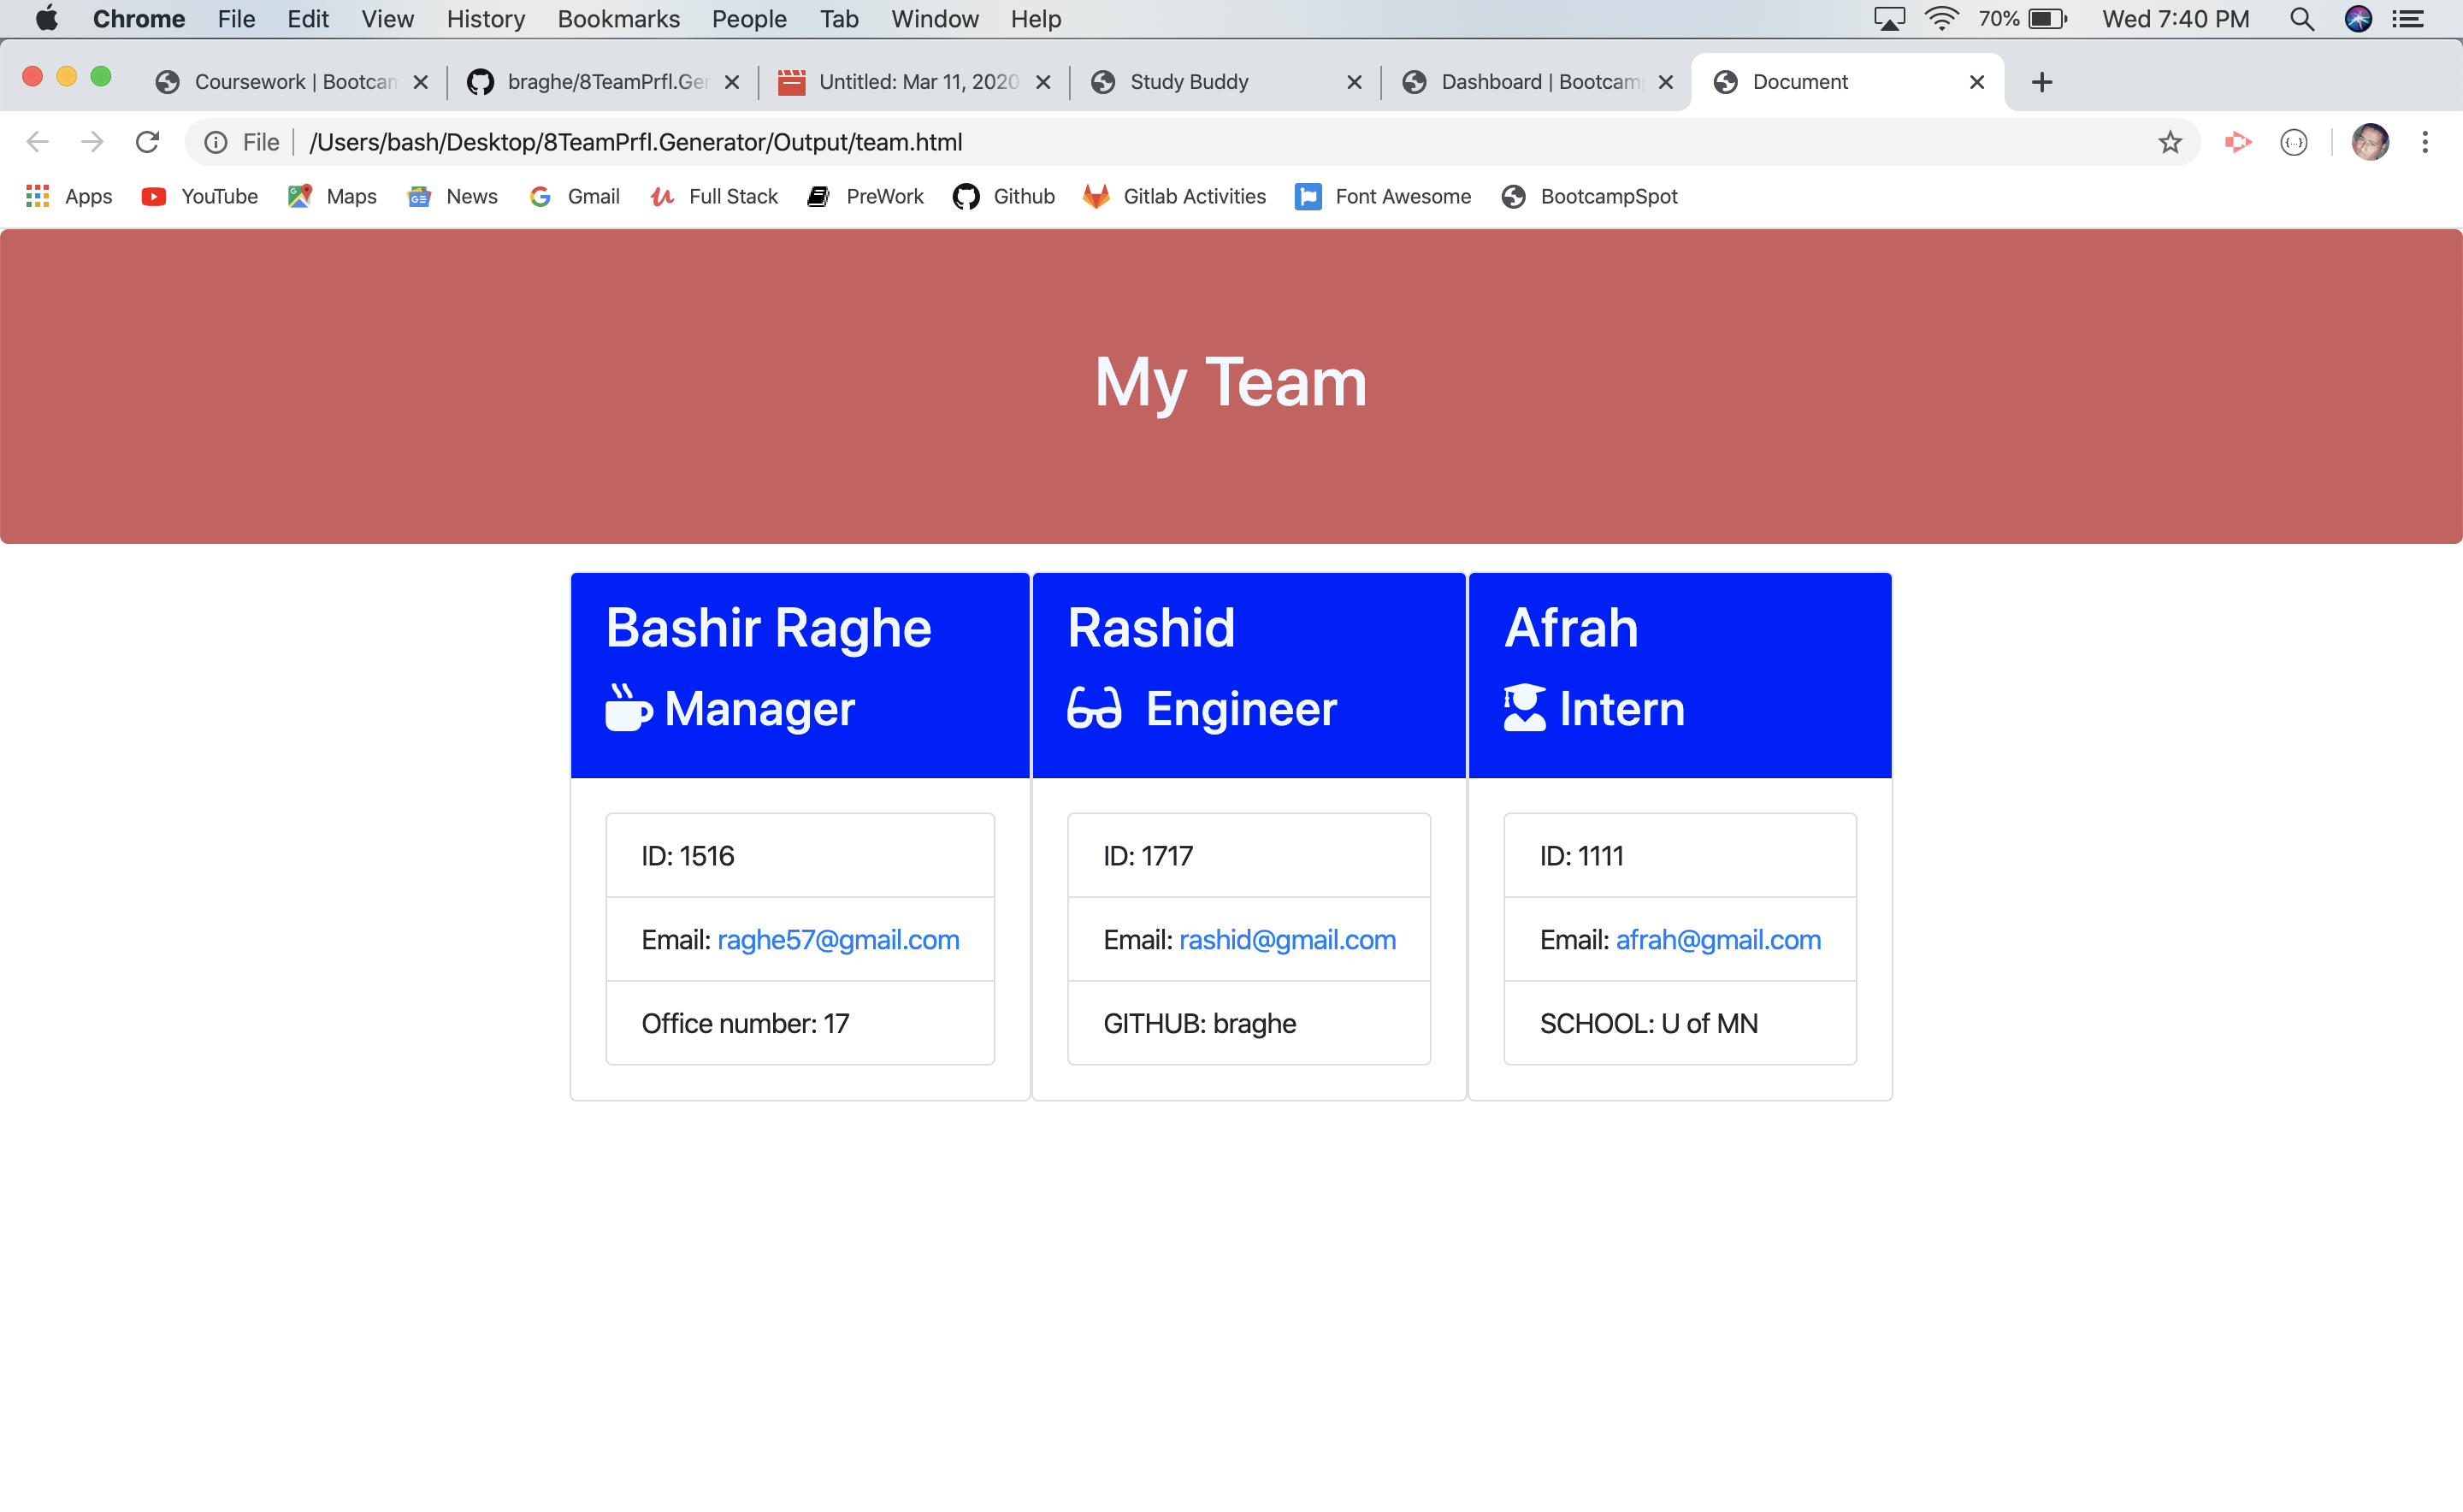 Chrome File Edit View History Bookmarks People Tab Window Help 70% Wed 7:40 PM
Coursework | Bootcam braghe/8TeamPrfl.Ger Untitled: Mar 11, 2020 Study Buddy Dashboard | Bootcam Document
File /Users/bash/Desktop/8TeamPrfl.Generator/Output/team.html
Apps YouTube Maps News Gmail Full Stack PreWork Github Gitlab Activities Font Awesome BootcampSpot
My Team
Bashir Raghe
Manager
ID: 1516
Email: raghe57@gmail.com
Office number: 17
Rashid
Engineer
ID: 1717
Email: rashid@gmail.com
GITHUB: braghe
Afrah
Intern
ID: 1111
Email: afrah@gmail.com
SCHOOL: U of MN